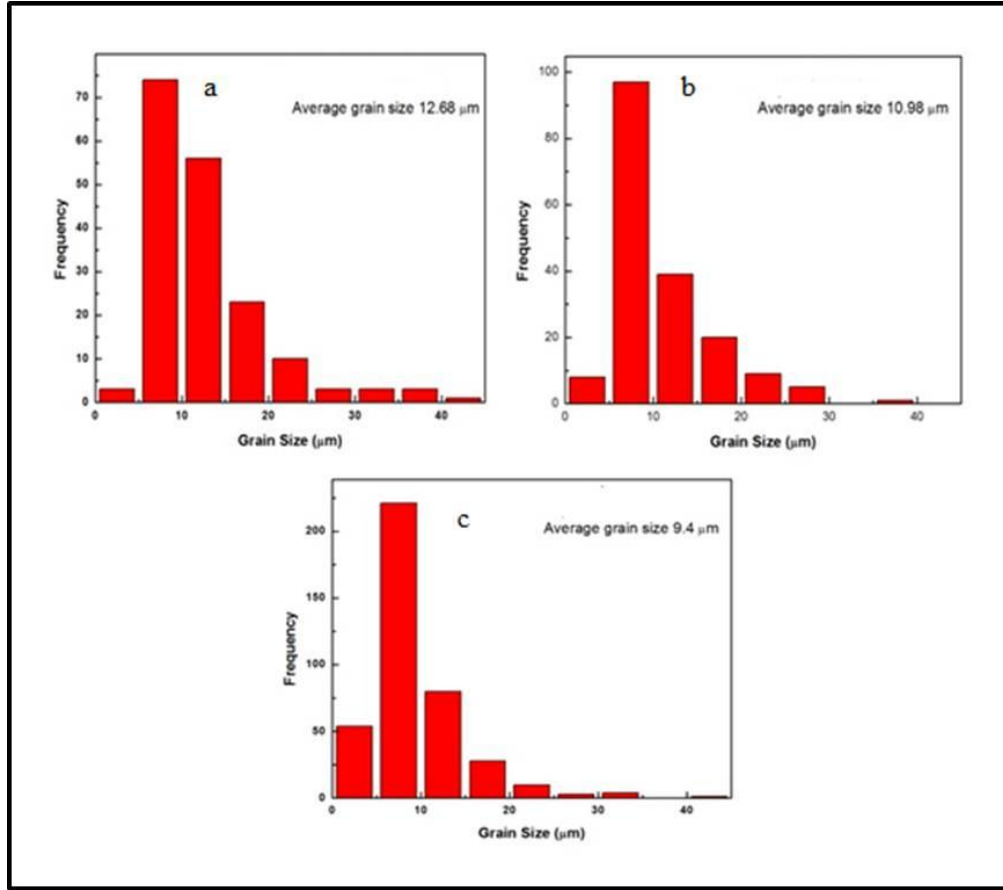 a
Average grain size 12.68 μm
70
60
50
40
30
20
10
0
Frequency
0 10 20 30 40
Grain Size (μm)
b
Average grain size 10.98 μm
100
80
60
40
20
0
Frequency
0 10 20 30 40
Grain Size (μm)
c
Average grain size 9.4 μm
200
150
100
50
0
Frequency
0 10 20 30 40
Grain Size (μm)